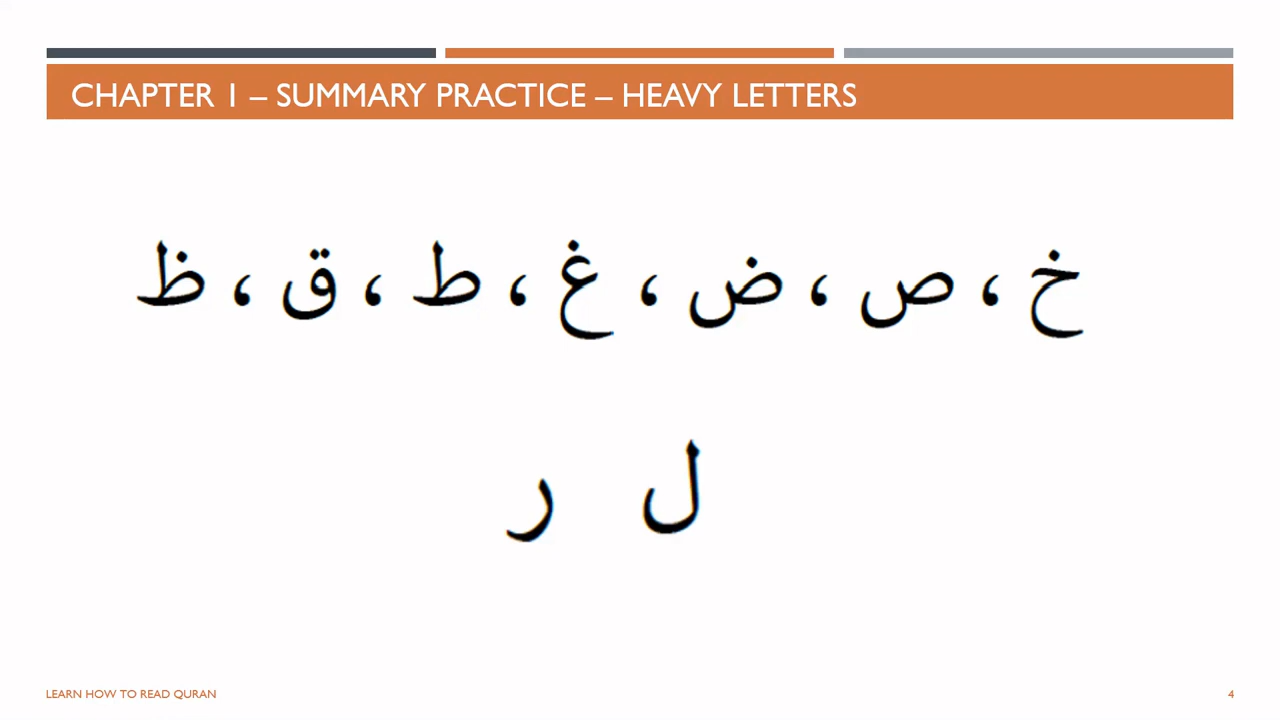 CHAPTER 1 – SUMMARY PRACTICE – HEAVY LETTERS
خ ، ص ، ض ، غ ، ط ، ق ، ظ
ل ر
LEARN HOW TO READ QURAN
4